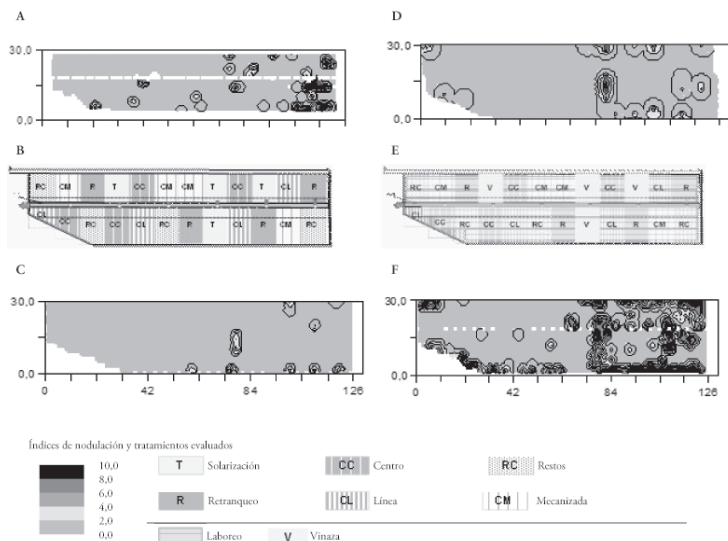 A
30,0
0,0
B
RC CM R T CC CM CM T CC T CL R
CL CC RC CC CL RC R T CL R CM RC
C
30,0
0,0
0 42 84 126
D
30,0
0,0
E
RC CM R V CC CM CM V CC V CL R
CL CC RC CC CL RC R V CL R CM RC
F
30,0
0,0
0 42 84 126
Índices de nodulación y tratamientos evaluados
10,0
8,0
6,0
4,0
2,0
0,0
T Solarización
CC Centro
RC Restos
R Retranqueo
CL Línea
CM Mecanizada
Laboreo
V Vinaza